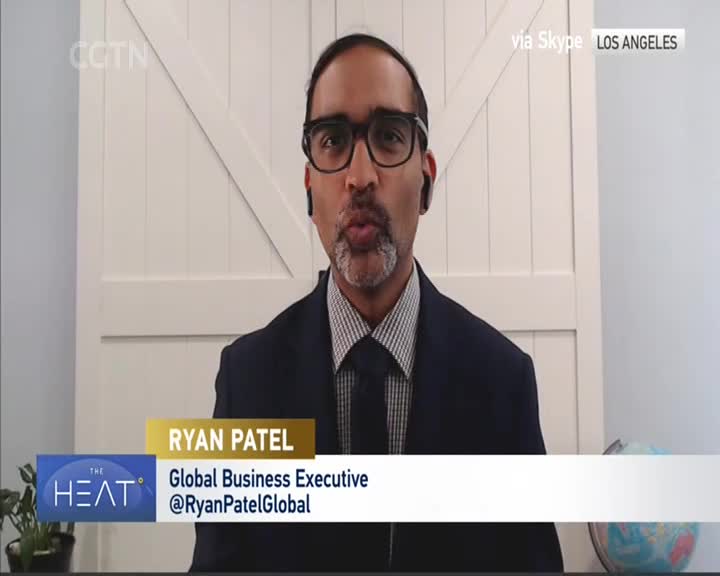 CGTN
via Skype LOS ANGELES
RYAN PATEL
THE
HEAT
Global Business Executive
@RyanPatelGlobal